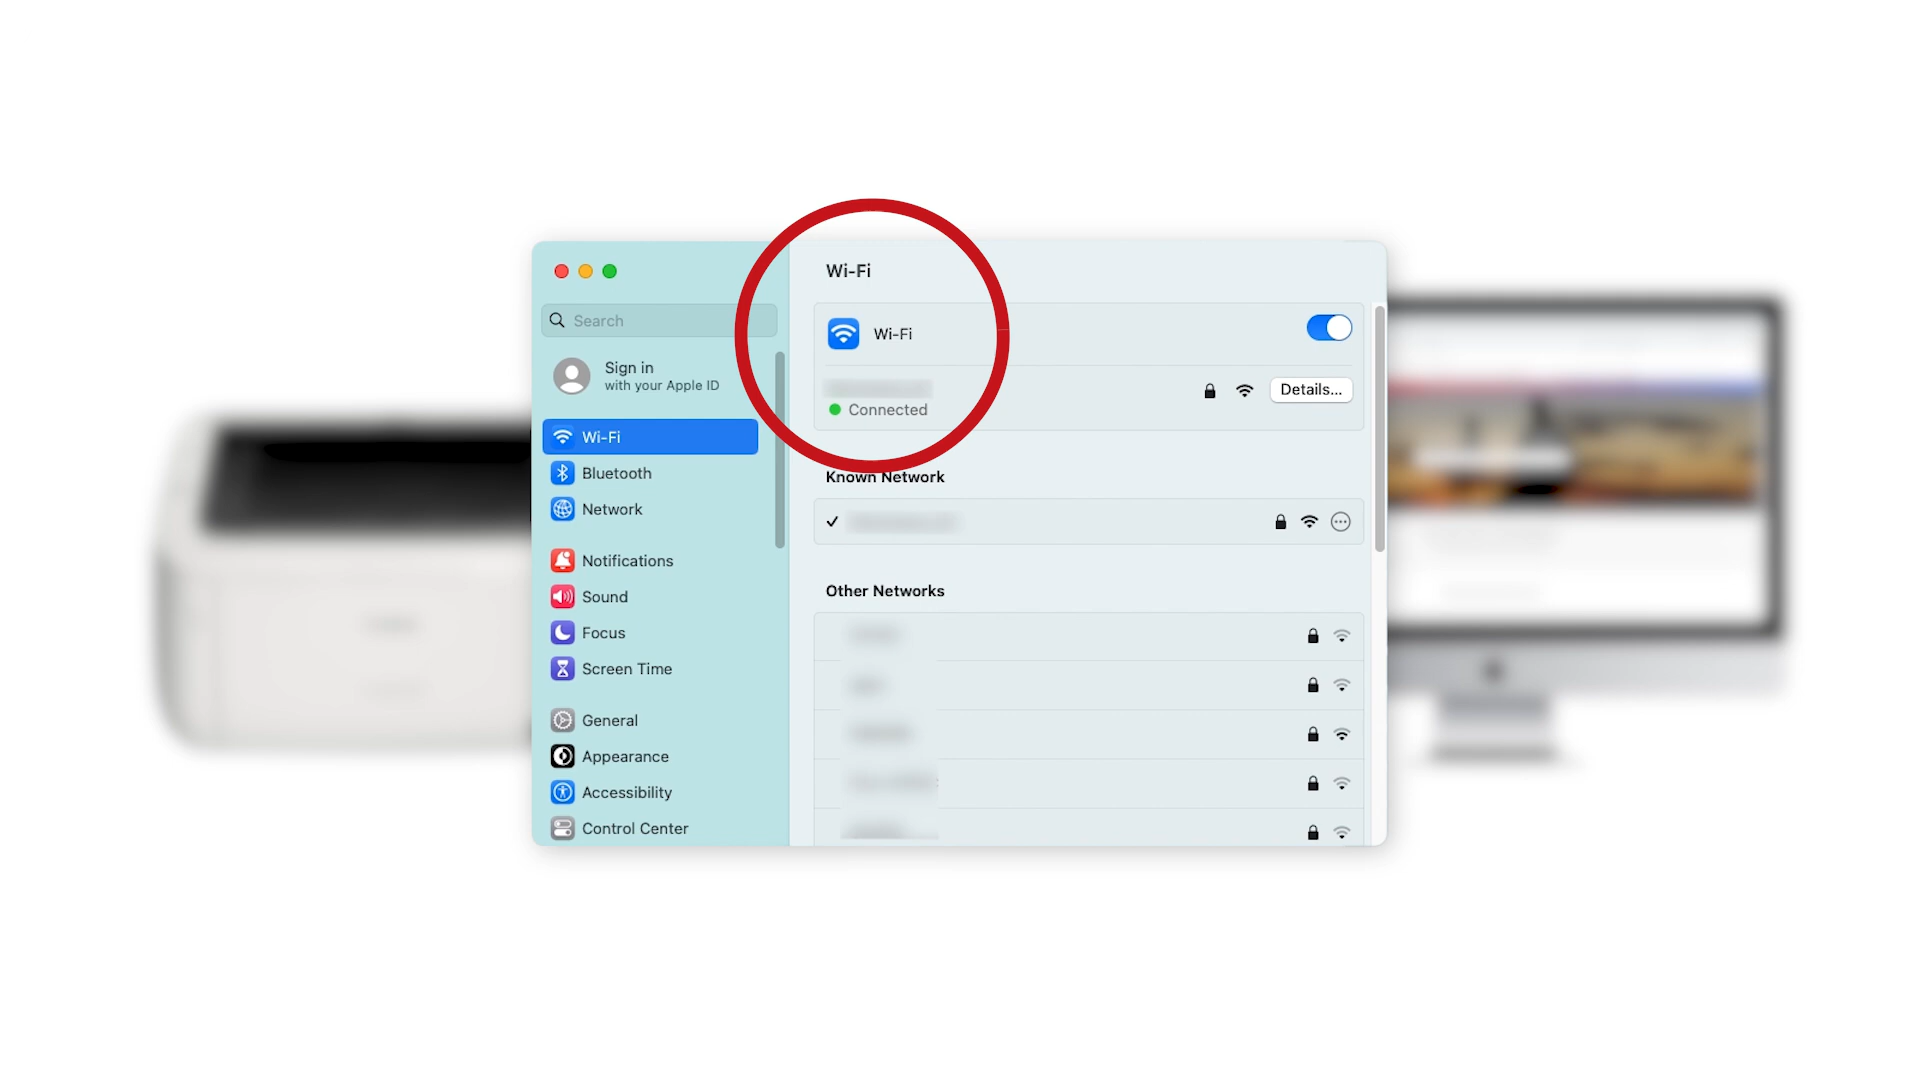 Wi-Fi
Search
Sign in
with your Apple ID
Wi-Fi
Bluetooth
Network
Notifications
Sound
Focus
Screen Time
General
Appearance
Accessibility
Control Center
Wi-Fi
Connected
Details...
Known Network
Other Networks